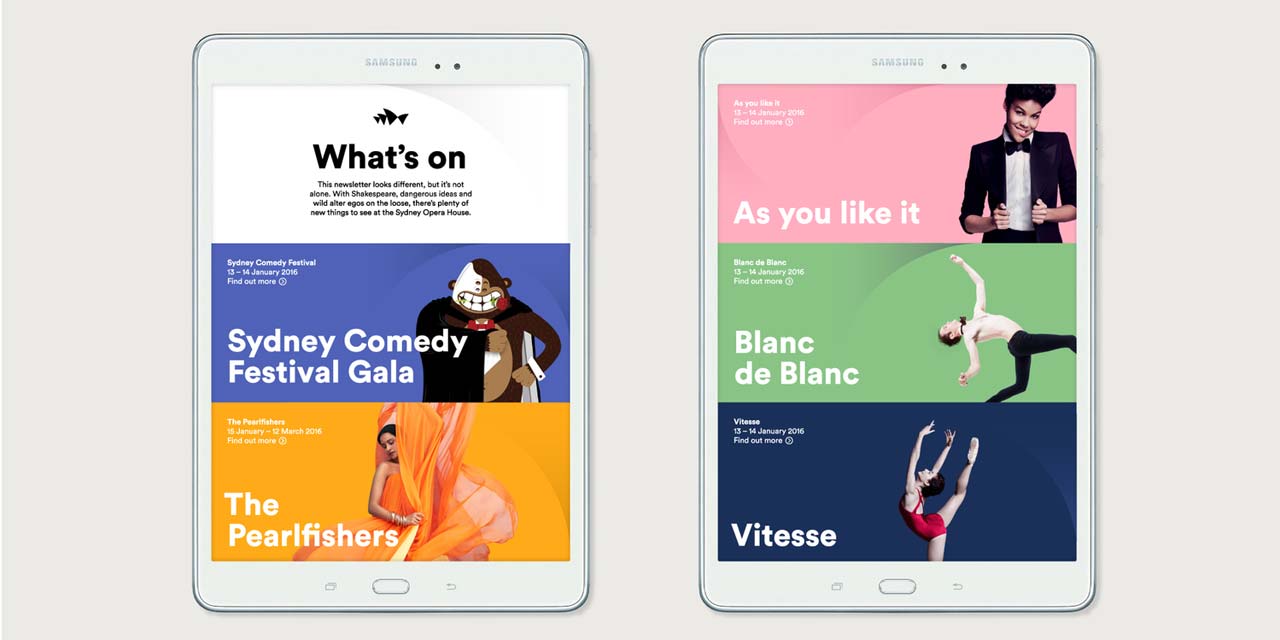 SAMSUNG
What's on
This newsletter looks different, but it's not
alone. With Shakespeare, dangerous ideas and
wild alter egos on the loose, there's plenty of
new things to see at the Sydney Opera House.
Sydney Comedy Festival
13 – 14 January 2016
Find out more
Sydney Comedy
Festival Gala
The Pearlfishers
15 January – 12 March 2016
Find out more
The
Pearlfishers
SAMSUNG
As you like it
13 – 14 January 2016
Find out more
As you like it
Blanc de Blanc
13 – 14 January 2016
Find out more
Blanc
de Blanc
Vitesse
13 – 14 January 2016
Find out more
Vitesse